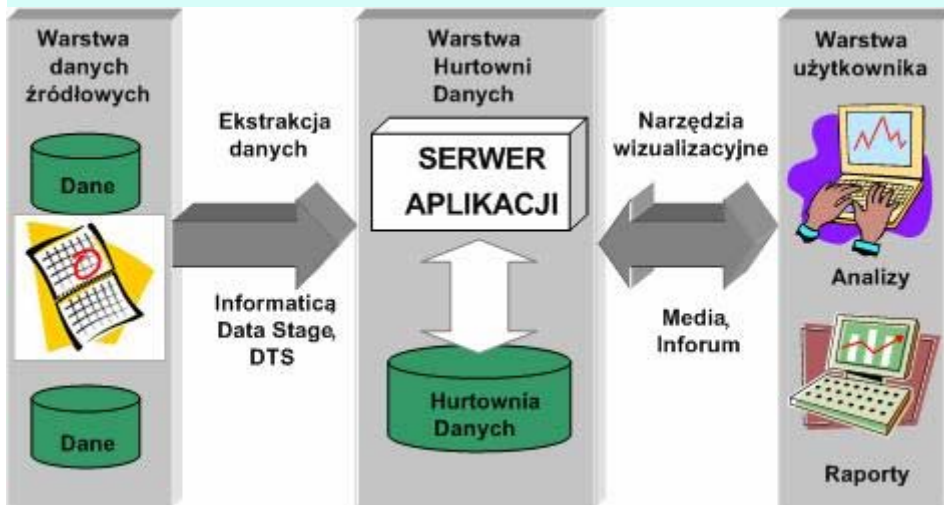 Warstwa
danych
źródłowych
Dane
Dane
Ekstrakcja
danych
Informatica,
Data Stage,
DTS
Warstwa
Hurtowni
Danych
SERWER
APLIKACJI
Hurtownia
Danych
Narzędzia
wizualizacyjne
Media,
Inforum
Warstwa
użytkownika
Analizy
Raporty